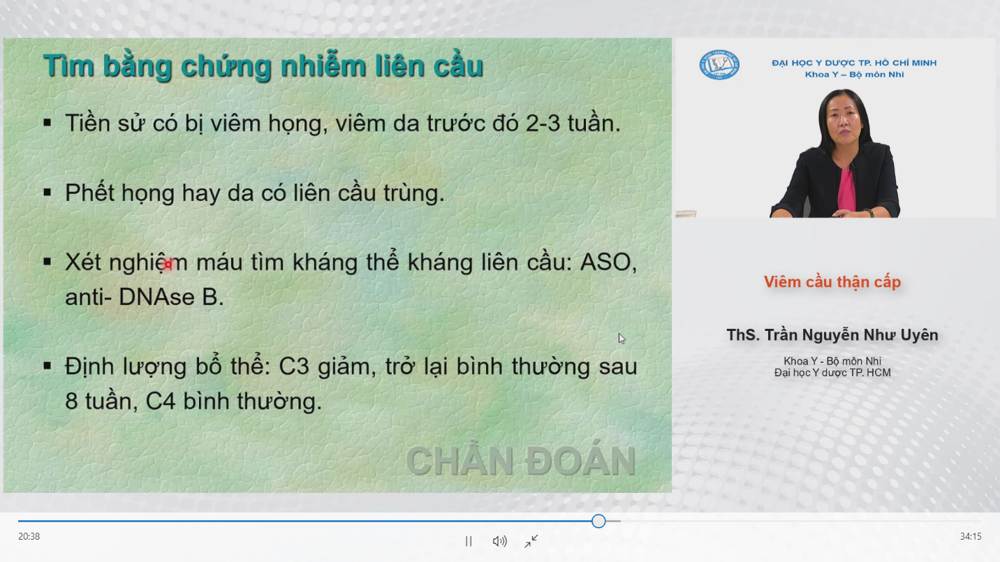 Tìm bằng chứng nhiễm liên cầu
▪ Tiền sử có bị viêm họng, viêm da trước đó 2-3 tuần.
▪ Phết họng hay da có liên cầu trùng.
▪ Xét nghiệm máu tìm kháng thể kháng liên cầu: ASO,
anti- DNAse B.
▪ Định lượng bổ thể: C3 giảm, trở lại bình thường sau
8 tuần, C4 bình thường.
CHẨN ĐOÁN
ĐẠI HỌC Y DƯỢC TP. HỒ CHÍ MINH
Khoa Y – Bộ môn Nhi
Viêm cầu thận cấp
ThS. Trần Nguyễn Như Uyên
Khoa Y - Bộ môn Nhi
Đại học Y dược TP. HCM
20:38
34:15